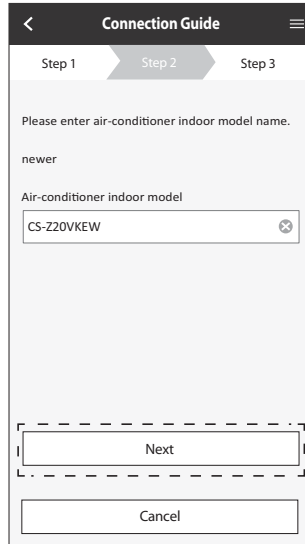 Connection Guide
Step 1
Step 2
Step 3
Please enter air-conditioner indoor model name.
newer
Air-conditioner indoor model
CS-Z20VKEW
Next
Cancel